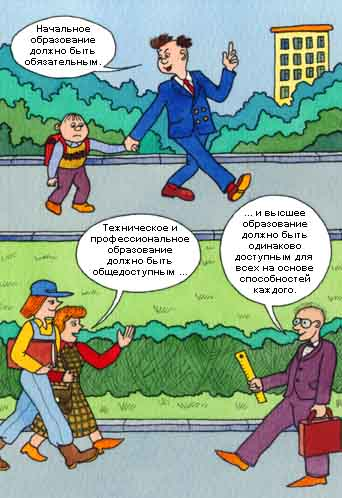 Начальное
образование
должно быть
обязательным.
Техническое и
профессиональное
образование
должно быть
общедоступным ...
... и высшее
образование
должно быть
одинаково
доступным для
всех на основе
способностей
каждого.